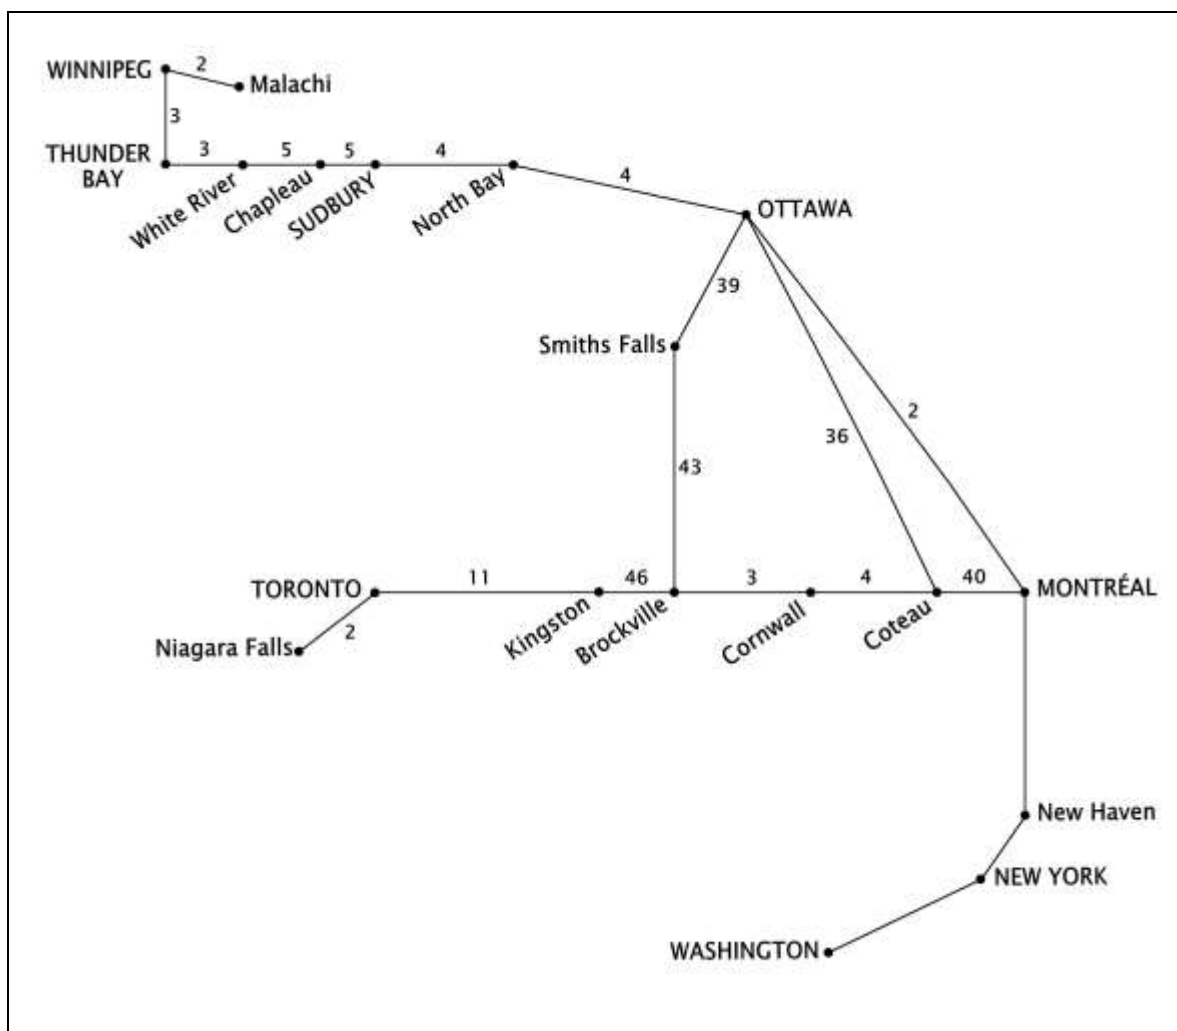 WINNIPEG
2
Malachi
3
THUNDER
BAY
3
5
5
4
4
White River
Chapleau
SUDBURY
North Bay
OTTAWA
39
Smiths Falls
2
36
43
TORONTO
11
46
3
4
40
MONTRÉAL
Kingston
Brockville
Cornwall
Coteau
2
Niagara Falls
New Haven
NEW YORK
WASHINGTON